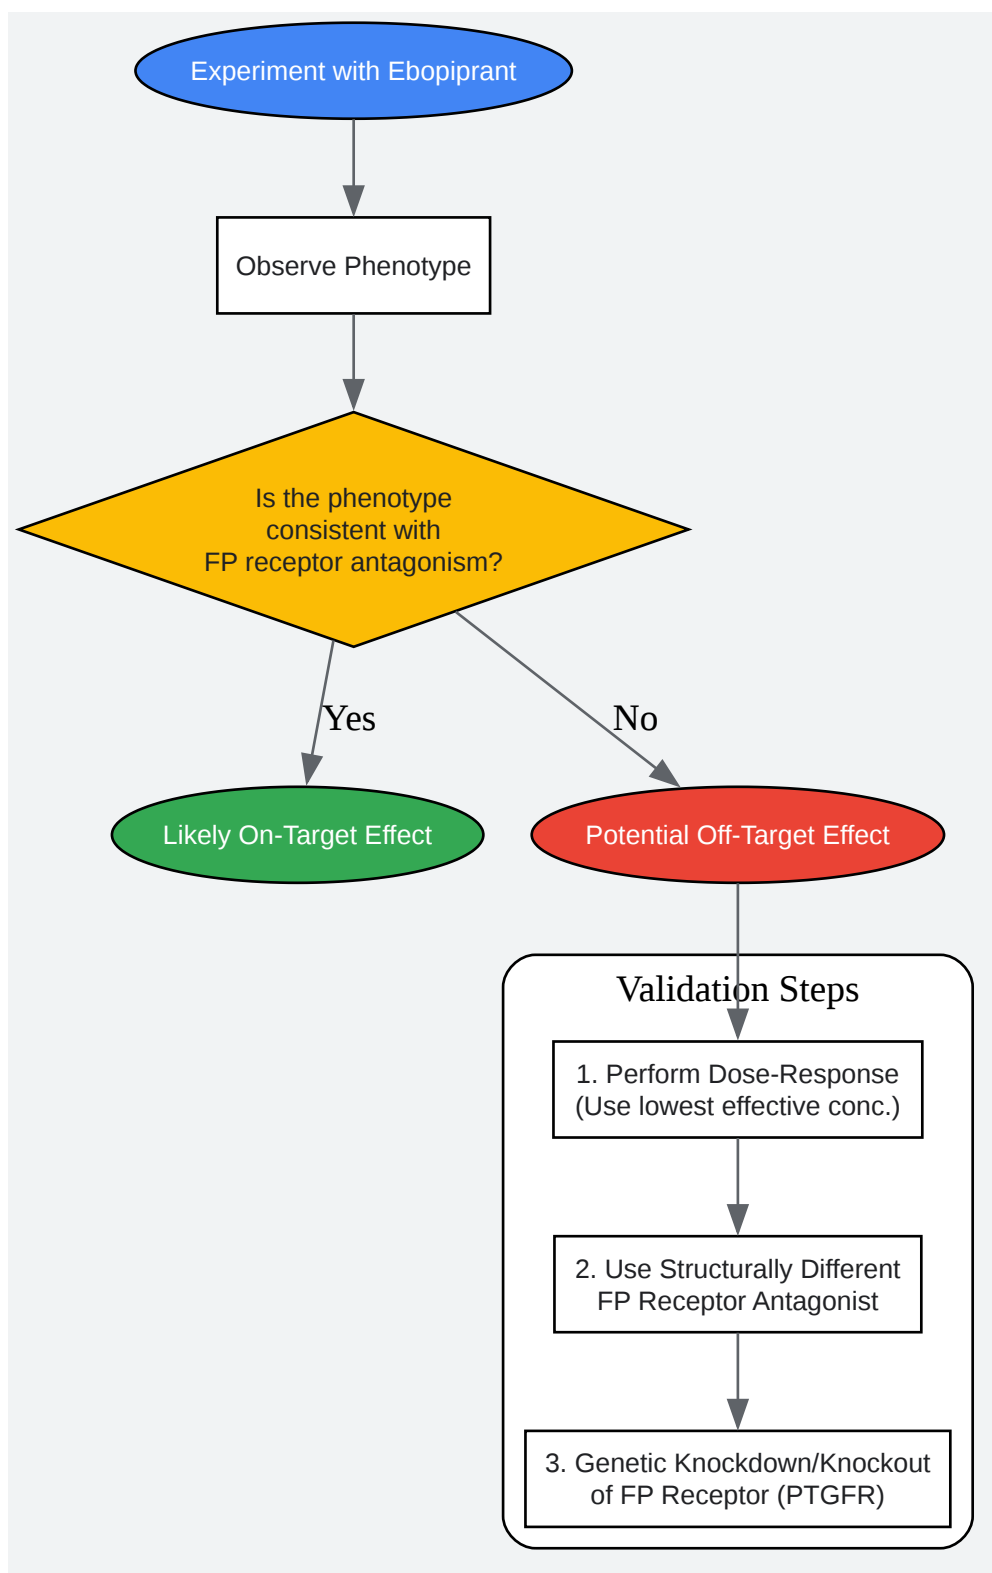 Experiment with Ebopiprant
Observe Phenotype
Is the phenotype
consistent with
FP receptor antagonism?
Yes
No
Likely On-Target Effect
Potential Off-Target Effect
Validation Steps
1. Perform Dose-Response
(Use lowest effective conc.)
2. Use Structurally Different
FP Receptor Antagonist
3. Genetic Knockdown/Knockout
of FP Receptor (PTGFR)